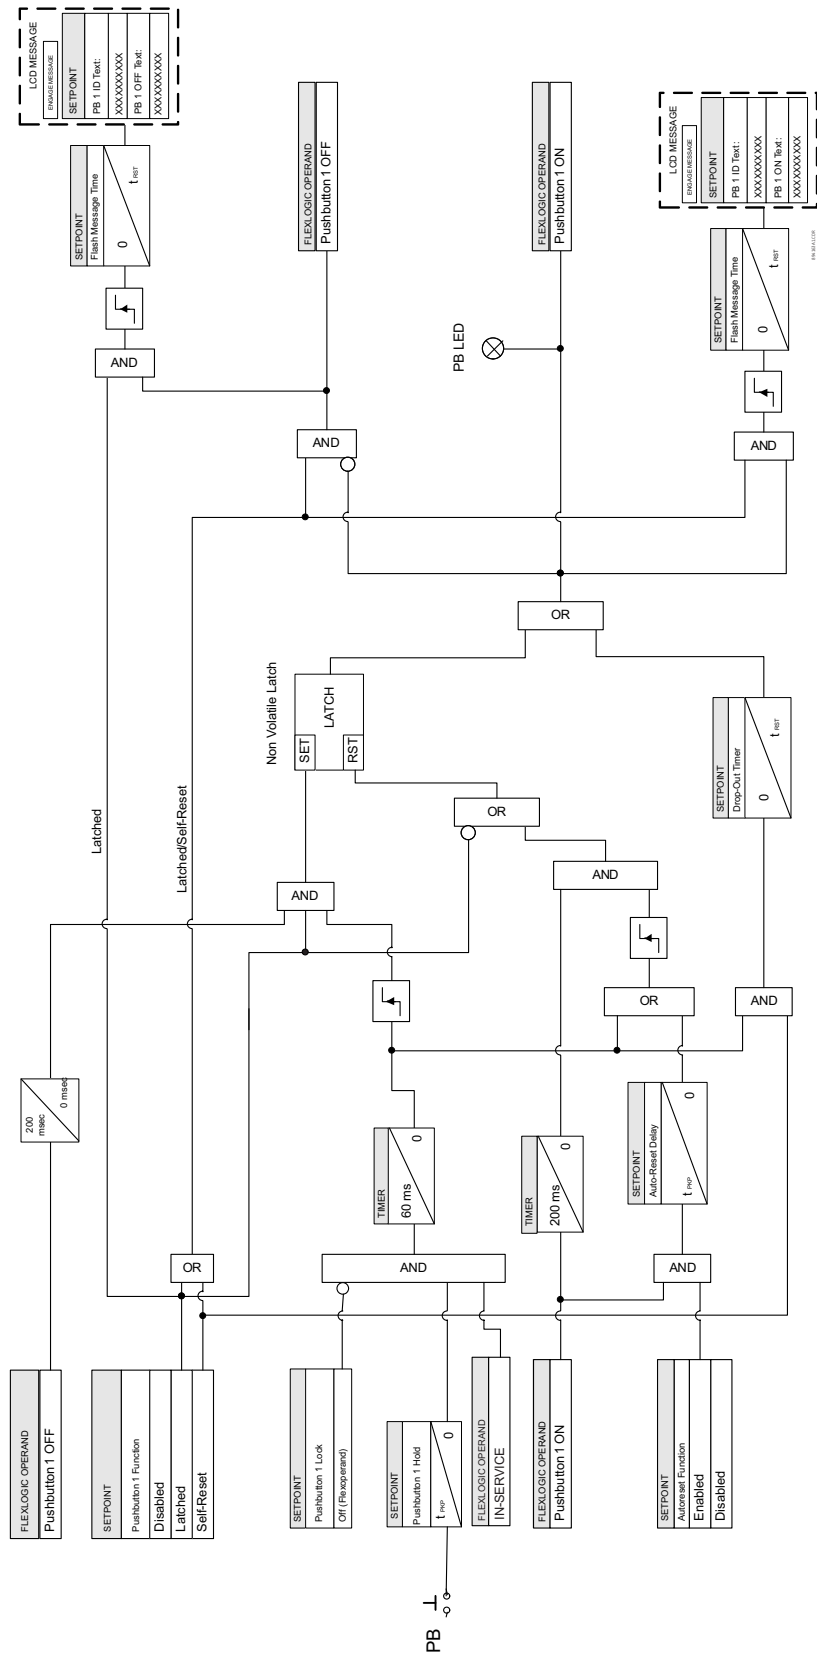 FLEXLOGIC OPERAND
Pushbutton 1 OFF
200
msec
0 msec
SETPOINT
Pushbutton 1 Function
Disabled
Latched
Self-Reset
OR
Latched
Latched/Self-Reset
SETPOINT
Pushbutton 1 Lock
Off (Flexoperand)
PB
SETPOINT
Pushbutton 1 Hold
t PKP
0
FLEXLOGIC OPERAND
IN-SERVICE
AND
TIMER
60 ms
0
FLEXLOGIC OPERAND
Pushbutton 1 ON
TIMER
200 ms
0
SETPOINT
Autoreset Function
Enabled
Disabled
AND
SETPOINT
Auto-Reset Delay
t PKP
0
OR
AND
AND
AND
OR
Non Volatile Latch
SET
LATCH
RST
SETPOINT
Drop-Out Timer
0
t RST
OR
AND
FLEXLOGIC OPERAND
Pushbutton 1 OFF
PB LED
FLEXLOGIC OPERAND
Pushbutton 1 ON
AND
SETPOINT
Flash Message Time
0
t RST
LCD MESSAGE
ENGAGE MESSAGE
SETPOINT
PB 1 ID Text:
XXXXXXXXXX
PB 1 OFF Text:
XXXXXXXXXX
AND
SETPOINT
Flash Message Time
0
t RST
LCD MESSAGE
ENGAGE MESSAGE
SETPOINT
PB 1 ID Text:
XXXXXXXXXX
PB 1 ON Text:
XXXXXXXXXX